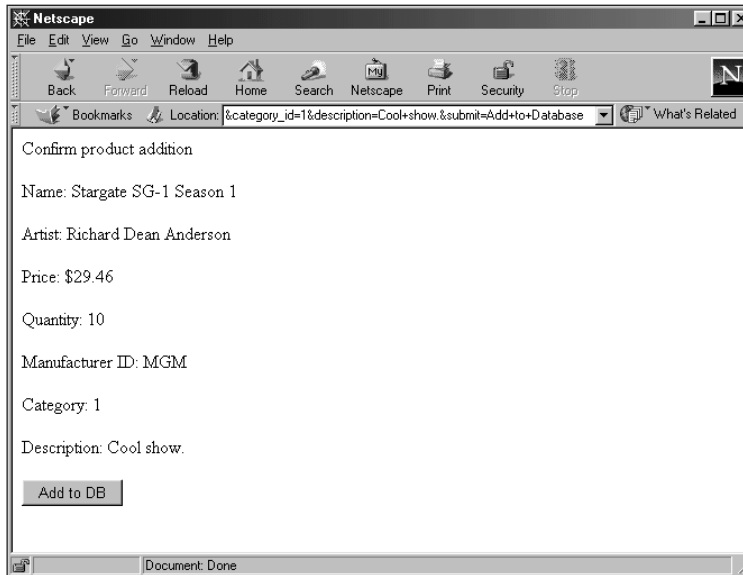 Netscape
File Edit View Go Window Help
Back Forward Reload Home Search My Netscape Print Security Stop N
Bookmarks Location: &category_id=1&description=Cool+show.&submit=Add+to+Database What's Related
Confirm product addition
Name: Stargate SG-1 Season 1
Artist: Richard Dean Anderson
Price: $29.46
Quantity: 10
Manufacturer ID: MGM
Category: 1
Description: Cool show.
Add to DB
Document: Done